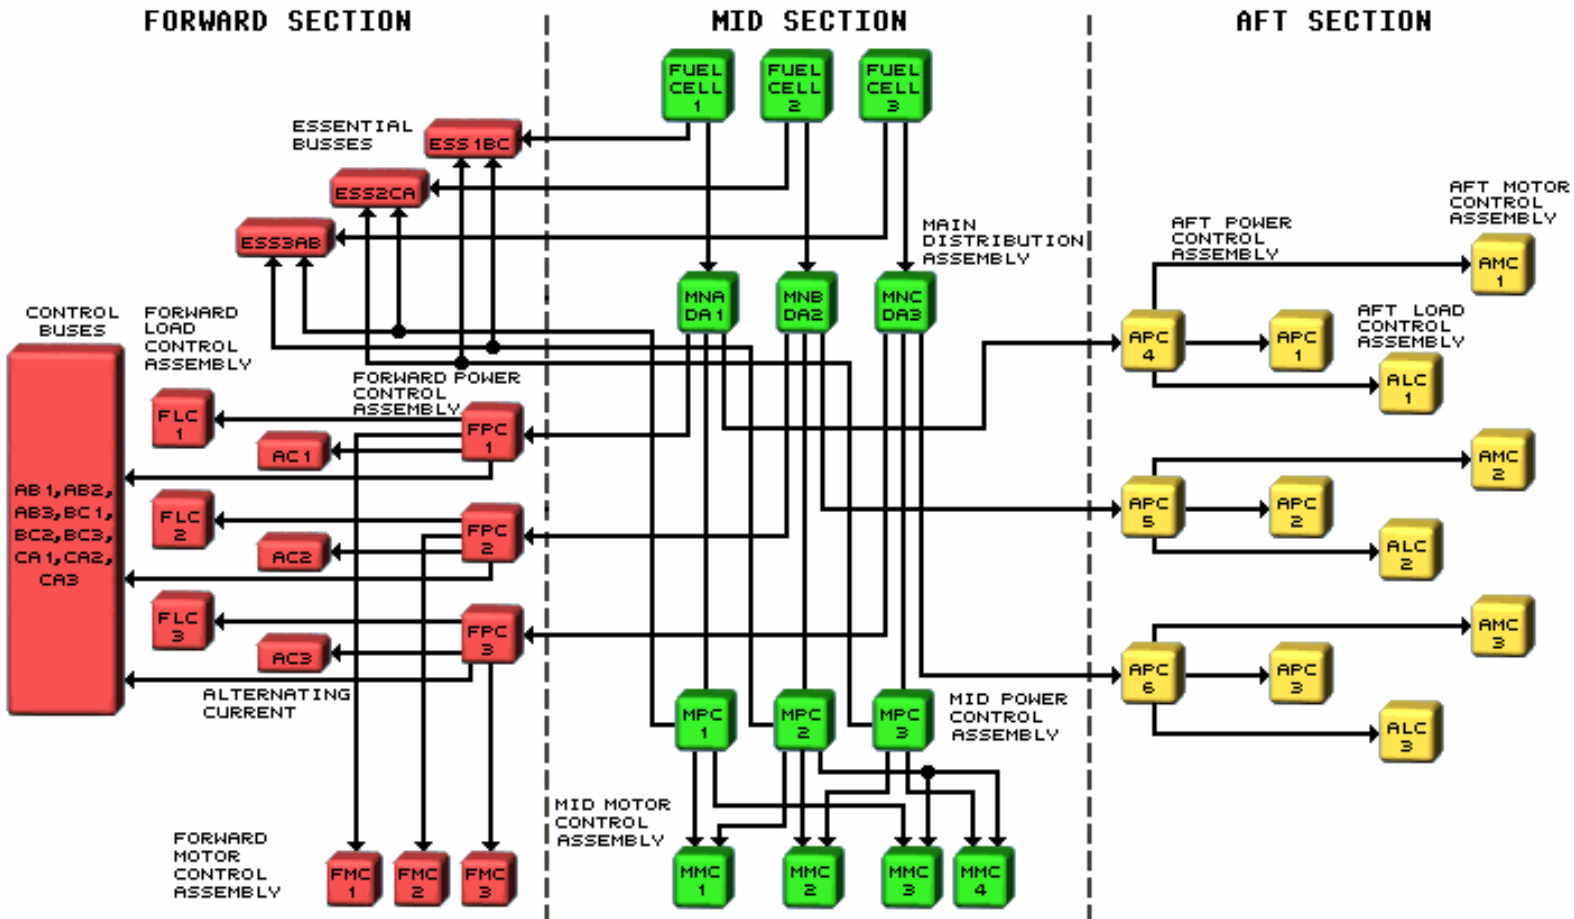 FORWARD SECTION
MID SECTION
AFT SECTION
FUEL
CELL
1
FUEL
CELL
2
FUEL
CELL
3
ESSENTIAL
BUSSES
ESS1BC
ESS2CA
ESS3AB
MAIN
DISTRIBUTION
ASSEMBLY
AFT MOTOR
CONTROL
ASSEMBLY
AFT POWER
CONTROL
ASSEMBLY
AMC
1
MNA
DA1
MNB
DA2
MNC
DA3
CONTROL
BUSES
FORWARD
LOAD
CONTROL
ASSEMBLY
APC
4
APC
1
AFT LOAD
CONTROL
ASSEMBLY
ALC
1
FORWARD POWER
CONTROL
ASSEMBLY
FLC
1
FPC
1
AC1
AMC
2
AB1,AB2,
AB3,BC1,
BC2,BC3,
CA1,CA2,
CA3
FLC
2
FPC
2
AC2
APC
5
APC
2
ALC
2
FLC
3
FPC
3
AC3
AMC
3
APC
6
APC
3
ALC
3
ALTERNATING
CURRENT
MPC
1
MPC
2
MPC
3
MID POWER
CONTROL
ASSEMBLY
MID MOTOR
CONTROL
ASSEMBLY
FORWARD
MOTOR
CONTROL
ASSEMBLY
FMC
1
FMC
2
FMC
3
MMC
1
MMC
2
MMC
3
MMC
4